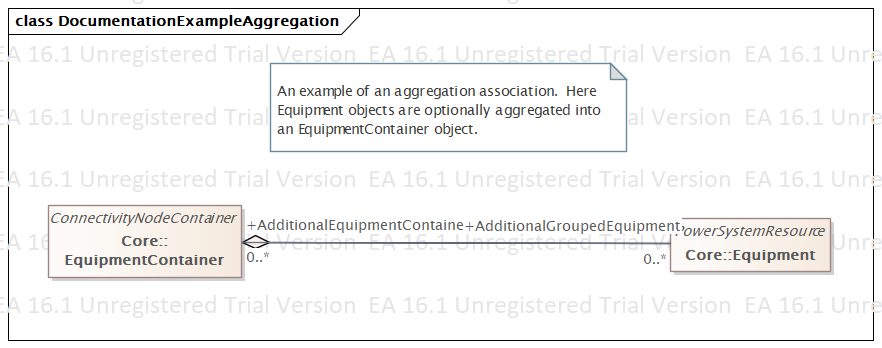 class DocumentationExampleAggregation
EA 16.1 Unregistered Trial Version EA 16.1 Unregistered Trial Version EA 16.1 Unregistered
An example of an aggregation association. Here
Equipment objects are optionally aggregated into
an EquipmentContainer object.
EA 16.1 Unregistered Trial Version EA 16.1 Unregistered Trial Version EA 16.1 Unregistered
EA 16.1 Unregistered Trial Version EA 16.1 Unregistered Trial Version EA 16.1 Unregistered
ConnectivityNodeContainer
Core::
EquipmentContainer
+AdditionalEquipmentContaine
+AdditionalGroupedEquipment
0..*
0..*
owerSystemResource
Core::Equipment
EA 16.1 Unregistered Trial Version EA 16.1 Unregistered Trial Version EA 16.1 Unregistered
EA 16.1 Unregistered Trial Version EA 16.1 Unregistered Trial Version EA 16.1 Unregistered